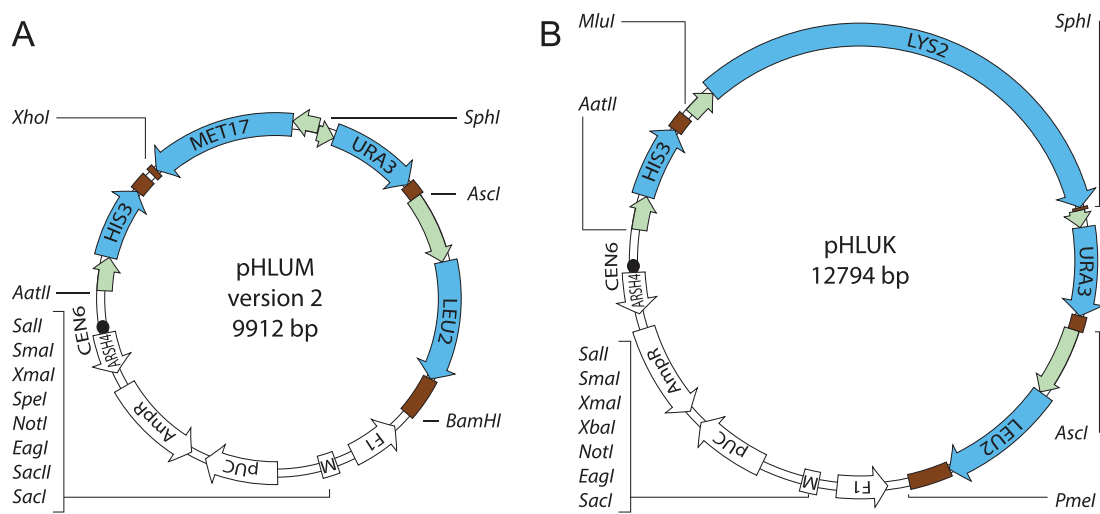 A
XhoI
MET17
SphI
URA3
AscI
HIS3
pHLUM
version 2
9912 bp
AatII
CEN6
ARSH4
LEU2
SalI
SmaI
XmaI
SpeI
NotI
EagI
SacII
SacI
AmpR
pUC
M
F1
BamHI
B
MluI
LYS2
SphI
AatII
HIS3
pHLUK
12794 bp
URA3
CEN6
ARSH4
SalI
SmaI
XmaI
XbaI
NotI
EagI
SacI
AmpR
pUC
M
F1
LEU2
AscI
PmeI